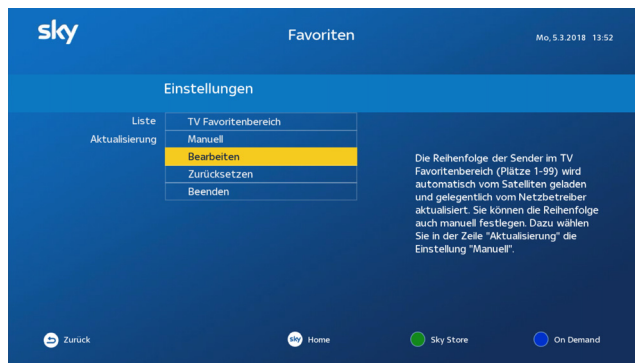 sky
Favoriten
Mo, 5.3.2018 13:52
Einstellungen
Liste TV Favoritenbereich
Aktualisierung Manuell
Bearbeiten
Zurücksetzen
Beenden
Die Reihenfolge der Sender im TV
Favoritenbereich (Plätze 1-99) wird
automatisch vom Satelliten geladen
und gelegentlich vom Netzbetreiber
aktualisiert. Sie können die Reihenfolge
auch manuell festlegen. Dazu wählen
Sie in der Zeile "Aktualisierung" die
Einstellung "Manuell".
Zurück
sky Home
Sky Store
On Demand